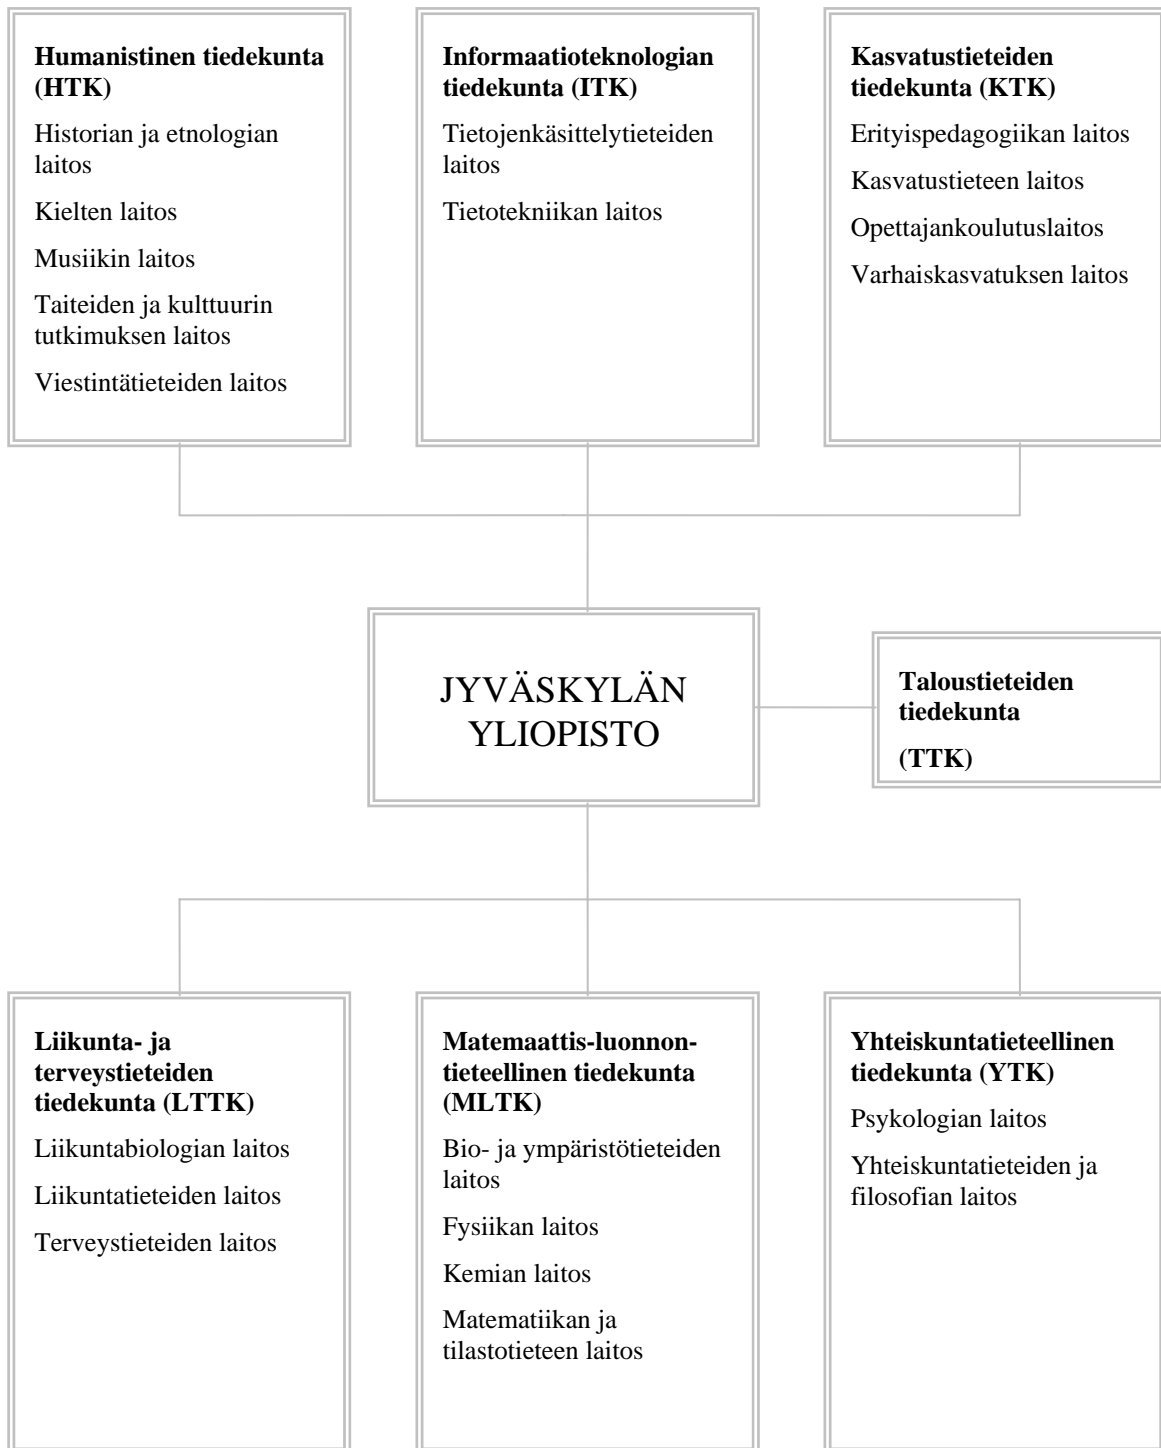 Humanistinen tiedekunta
(HTK)
Historian ja etnologian
laitos
Kielten laitos
Musiikin laitos
Taiteiden ja kulttuurin
tutkimuksen laitos
Viestintätieteiden laitos
Informaatioteknologian
tiedekunta (ITK)
Tietojenkäsittelytieteiden
laitos
Tietotekniikan laitos
Kasvatustieteiden
tiedekunta (KTK)
Erityispedagogiikan laitos
Kasvatustieteen laitos
Opettajankoulutuslaitos
Varhaiskasvatuksen laitos
JYVÄSKYLÄN
YLIOPISTO
Taloustieteiden
tiedekunta
(TTK)
Liikunta- ja
terveystieteiden
tiedekunta (LTTK)
Liikuntabiologian laitos
Liikuntatieteiden laitos
Terveystieteiden laitos
Matemaattis-luonnon-
tieteellinen tiedekunta
(MLTK)
Bio- ja ympäristötieteiden
laitos
Fysiikan laitos
Kemian laitos
Matematiikan ja
tilastotieteen laitos
Yhteiskuntatieteellinen
tiedekunta (YTK)
Psykologian laitos
Yhteiskuntatieteiden ja
filosofian laitos